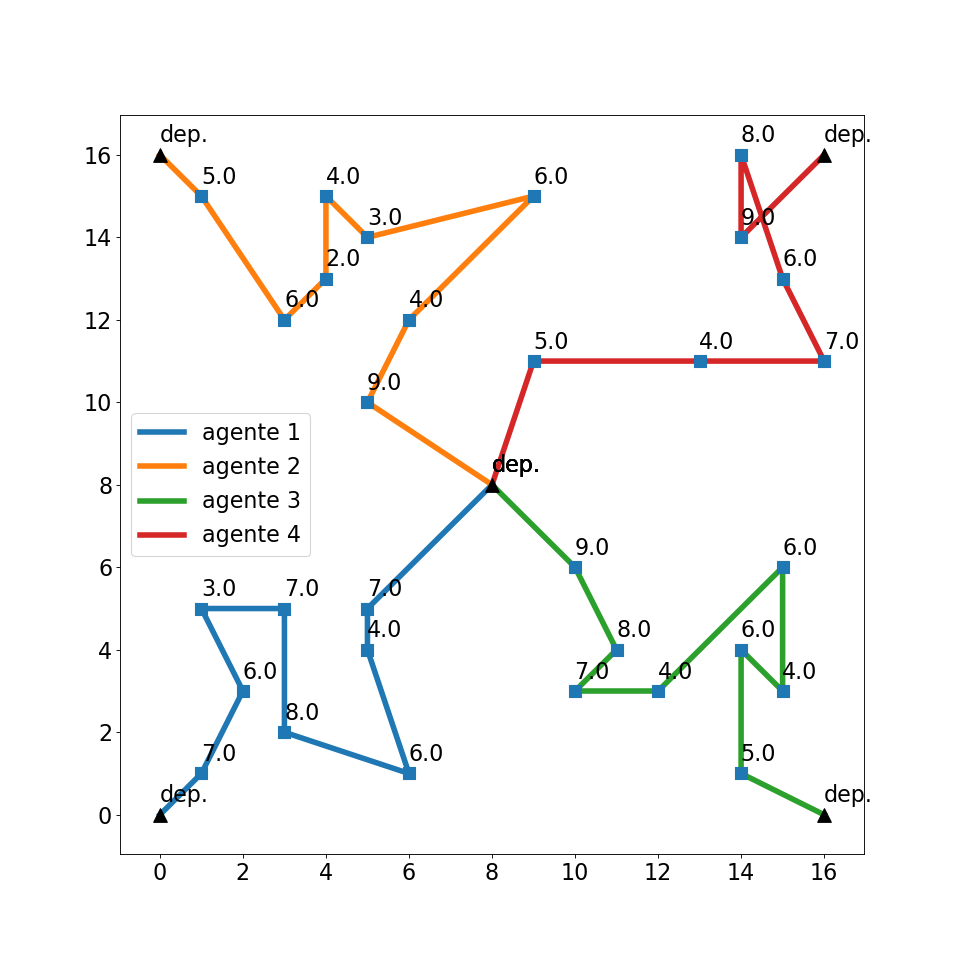 dep. 8.0 dep.
16
5.0 4.0 6.0
3.0 9.0
14
2.0 6.0
6.0 4.0
12
5.0 4.0 7.0
9.0
10
agente 1
agente 2
agente 3
agente 4
dep.
8
9.0 6.0
6
3.0 7.0 7.0
4.0 8.0 6.0
4
6.0 7.0 4.0 4.0
8.0
2
7.0 6.0 5.0
dep. dep.
0
0 2 4 6 8 10 12 14 16